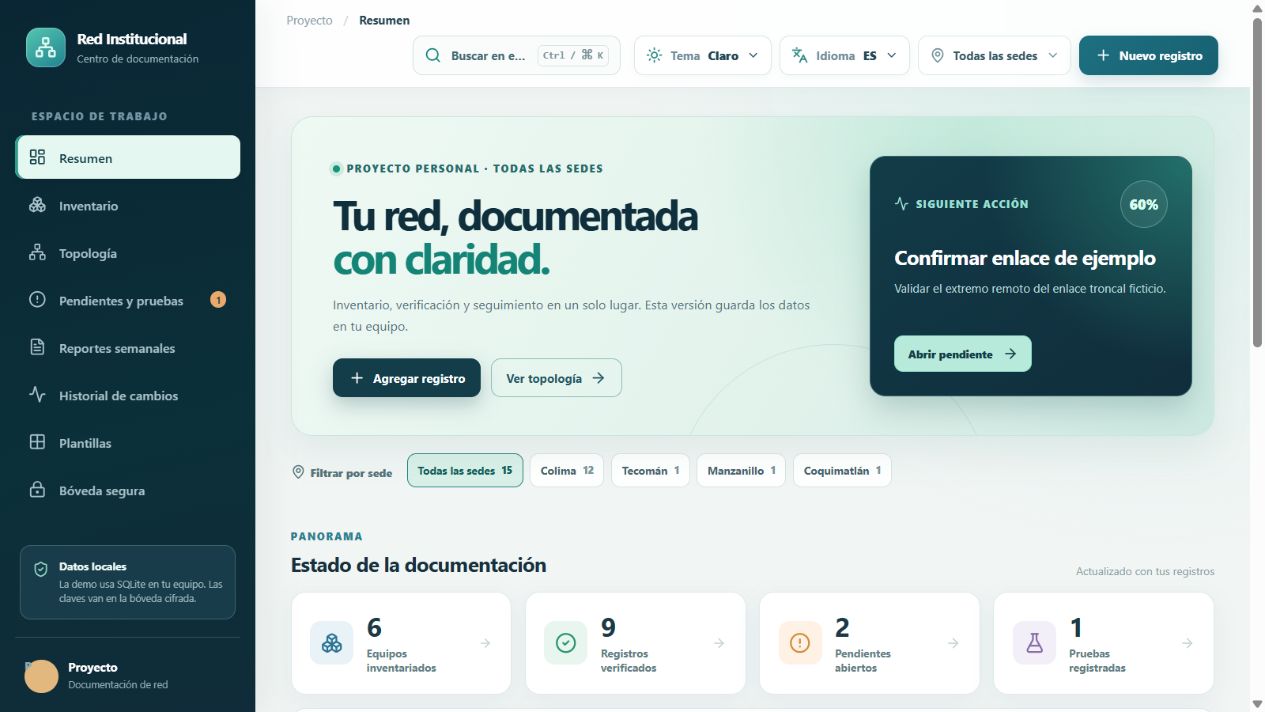 Red Institucional
Centro de documentación
ESPACIO DE TRABAJO
Resumen
Inventario
Topología
Pendientes y pruebas 1
Reportes semanales
Historial de cambios
Plantillas
Bóveda segura
Datos locales
La demo usa SQLite en tu equipo. Las
claves van en la bóveda cifrada.
Proyecto
Documentación de red
Proyecto / Resumen
Buscar en e... Ctrl / ⌘ K
Tema Claro
Idioma ES
Todas las sedes
Nuevo registro
PROYECTO PERSONAL · TODAS LAS SEDES
Tu red, documentada
con claridad.
Inventario, verificación y seguimiento en un solo lugar. Esta versión guarda los datos
en tu equipo.
Agregar registro
Ver topología
SIGUIENTE ACCIÓN
60%
Confirmar enlace de ejemplo
Validar el extremo remoto del enlace troncal ficticio.
Abrir pendiente
Filtrar por sede
Todas las sedes 15
Colima 12
Tecomán 1
Manzanillo 1
Coquimatlán 1
PANORAMA
Estado de la documentación
Actualizado con tus registros
6
Equipos
inventariados
9
Registros
verificados
2
Pendientes
abiertos
1
Pruebas
registradas